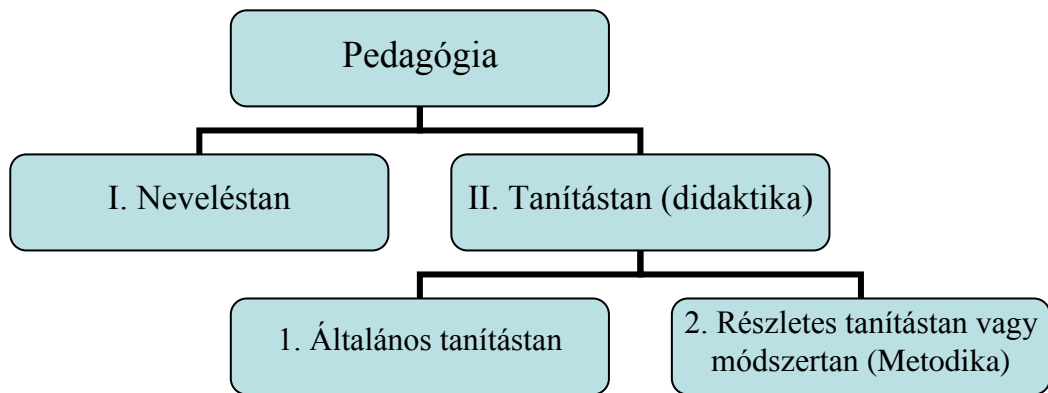 Pedagógia
I. Neveléstan
II. Tanítástan (didaktika)
1. Általános tanítástan
2. Részletes tanítástan vagy
módszertan (Metodika)